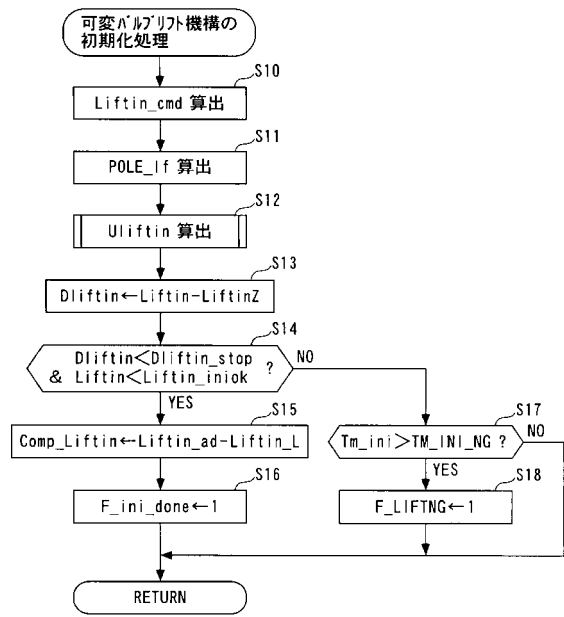 可変バルブリフト機構の
初期化処理
S10
Liftin_cmd 算出
S11
POLE_lf 算出
S12
Uliftin 算出
S13
Dliftin←Liftin-LiftinZ
S14
Dliftin<Dliftin_stop
& Liftin<Liftin_iniok ?
NO
YES
S15
Comp_Liftin←Liftin_ad-Liftin_L
S16
F_ini_done←1
S17
Tm_ini>TM_INI_NG ?
NO
YES
S18
F_LIFTNG←1
RETURN